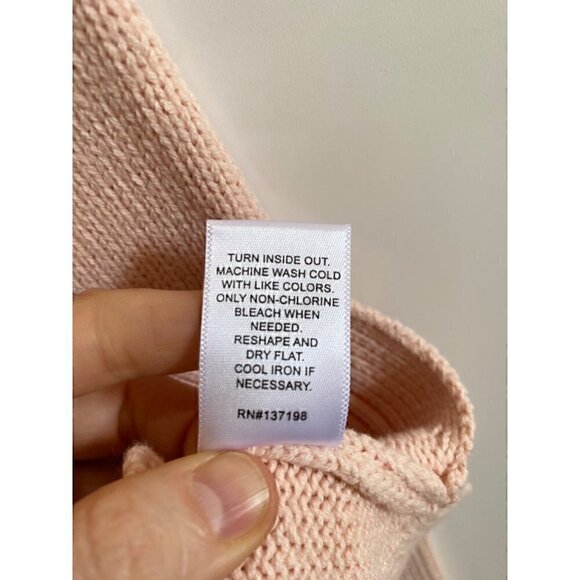 TURN INSIDE OUT.
MACHINE WASH COLD
WITH LIKE COLORS.
ONLY NON-CHLORINE
BLEACH WHEN
NEEDED.
RESHAPE AND
DRY FLAT.
COOL IRON IF
NECESSARY.
RN#137198